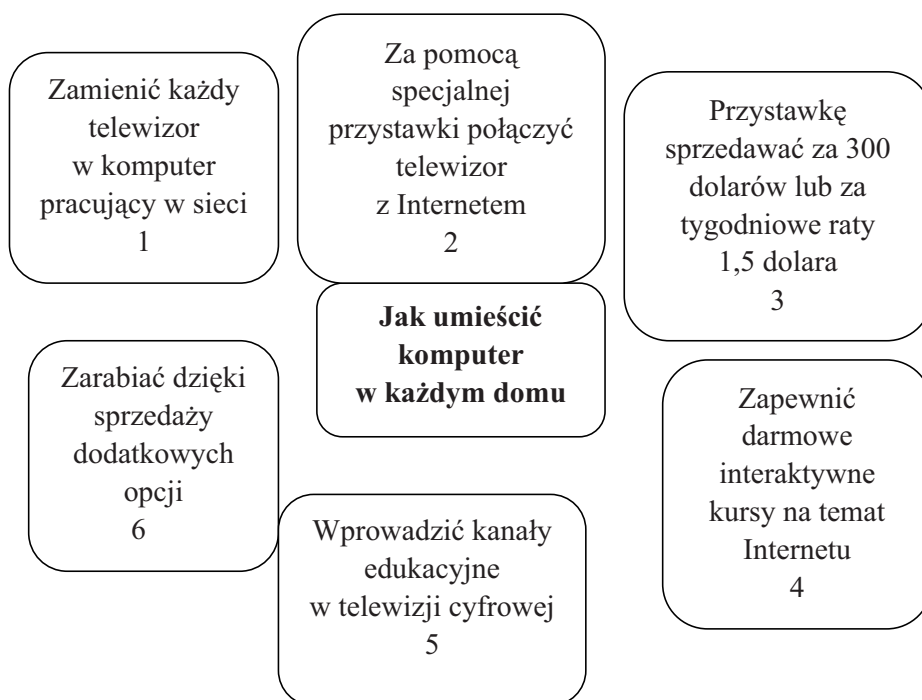 Zamienić każdy
telewizor
w komputer
pracujący w sieci
1
Za pomocą
specjalnej
przystawki połączyć
telewizor
z Internetem
2
Przystawkę
sprzedawać za 300
dolarów lub za
tygodniowe raty
1,5 dolara
3
Jak umieścić
komputer
w każdym domu
Zarabiać dzięki
sprzedaży
dodatkowych
opcji
6
Wprowadzić kanały
edukacyjne
w telewizji cyfrowej
5
Zapewnić
darmowe
interaktywne
kursy na temat
Internetu
4